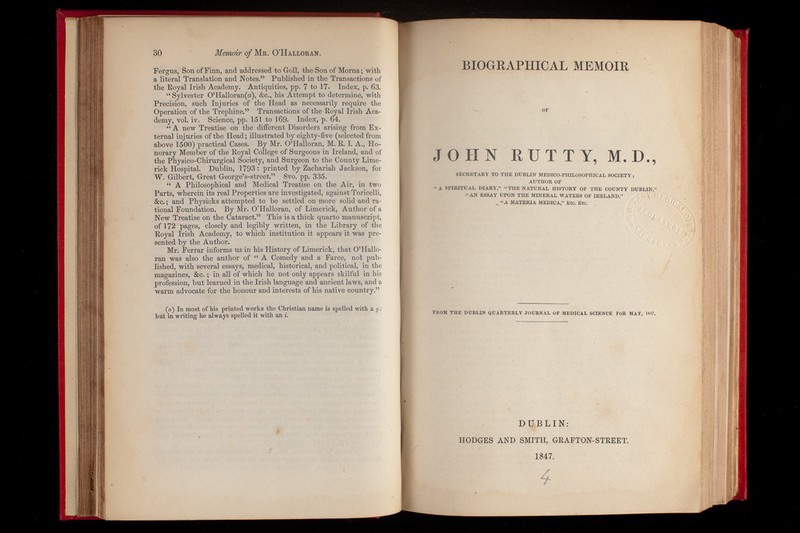 30 Memoir of Mr. O'Halloran.
Fergus, Son of Finn, and addressed to Goll, the Son of Morna; with
a literal Translation and Notes." Published in the Transactions of
the Royal Irish Academy. Antiquities, pp. 7 to 17. Index, p. 63.
"Sylvester O'Halloran(a), &c., his Attempt to determine, with
Precision, such Injuries of the Head as necessarily require the
Operation of the Trephine." Transactions of the Royal Irish Aca-
demy, vol. iv. Science, pp. 151 to 169. Index, p. 64.
"A new Treatise on the different Disorders arising from Ex-
ternal injuries of the Head; illustrated by eighty-five (selected from
above 1500) practical Cases. By Mr. O'Halloran, M. R. I. A., Ho-
norary Member of the Royal College of Surgeons in Ireland, and of
the Physico-Chirurgical Society, and Surgeon to the County Lime-
rick Hospital. Dublin, 1793: printed by Zachariah Jackson, for
W. Gilbert, Great George's-street." 8vo. pp. 335.
"A Philosophical and Medical Treatise on the Air, in two
Parts, wherein its real Properties are investigated, against Toricelli,
&c.; and Physicks attempted to be settled on more solid and ra-
tional Foundation. By Mr. O'Halloran, of Limerick, Author of a
New Treatise on the Cataract." This is a thick quarto manuscript,
of 172 pages, closely and legibly written, in the Library of the
Royal Irish Academy, to which institution it appears it was pre-
sented by the Author.
Mr. Ferrar informs us in his History of Limerick, that O'Hallo-
ran was also the author of "A Comedy and a Farce, not pub-
lished, with several essays, medical, historical, and political, in the
magazines, &c.; in all of which he not only appears skilful in his
profession, but learned in the Irish language and ancient laws, and a
warm advocate for the honour and interests of his native country."
(a) In most of his printed works the Christian name is spelled with a y;
but in writing he always spelled it with an i.
BIOGRAPHICAL MEMOIR
OF
JOHN RUTTY, M.D.,
SECRETARY TO THE DUBLIN MEDICO-PHILOSOPHICAL SOCIETY;
AUTHOR OF
"A SPIRITUAL DIARY," "THE NATURAL HISTORY OF THE COUNTY DUBLIN,"
"AN ESSAY UPON THE MINERAL WATERS OF IRELAND,"
"A MATERIA MEDICA," Etc. Etc.
FROM THE DUBLIN QUARTERLY JOURNAL OF MEDICAL SCIENCE FOR MAY, 1847.
DUBLIN:
HODGES AND SMITH, GRAFTON-STREET.
1847.
4